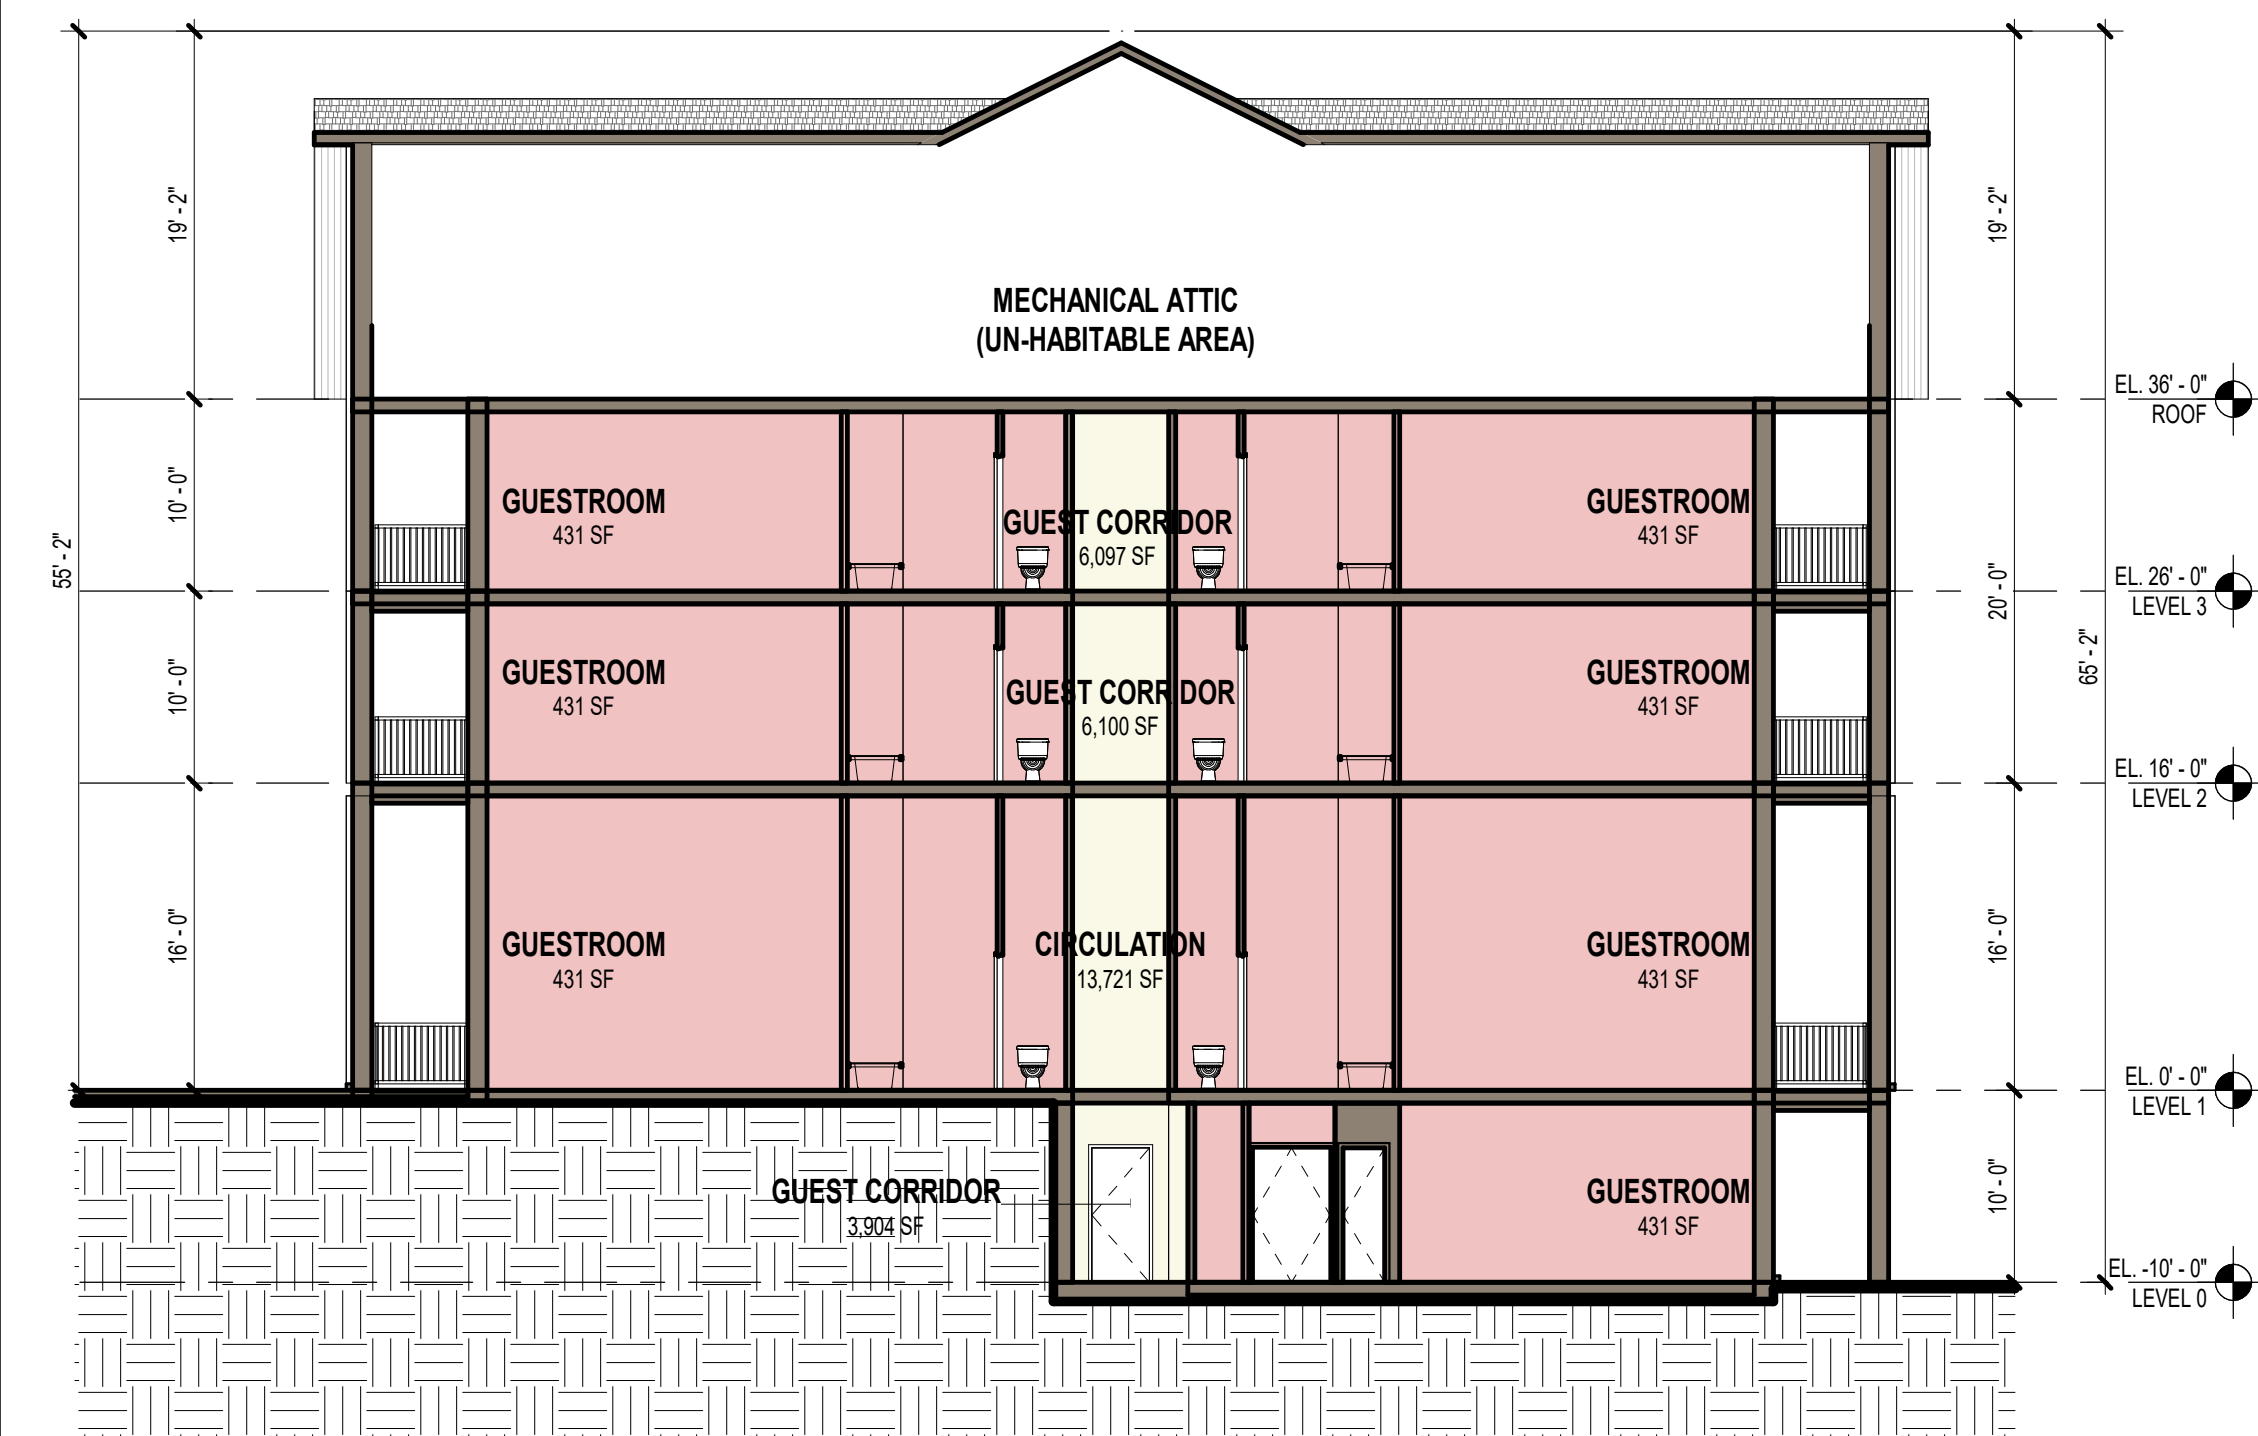 19' - 2"
19' - 2"
MECHANICAL ATTIC
(UN-HABITABLE AREA)
EL. 36' - 0"
ROOF
10' - 0"
GUESTROOM
431 SF
GUEST CORRIDOR
6,097 SF
GUESTROOM
431 SF
55' - 2"
20' - 0"
EL. 26' - 0"
LEVEL 3
10' - 0"
GUESTROOM
431 SF
GUEST CORRIDOR
6,100 SF
GUESTROOM
431 SF
65' - 2"
EL. 16' - 0"
LEVEL 2
16' - 0"
GUESTROOM
431 SF
CIRCULATION
13,721 SF
GUESTROOM
431 SF
16' - 0"
EL. 0' - 0"
LEVEL 1
GUEST CORRIDOR
3,904 SF
GUESTROOM
431 SF
10' - 0"
EL. -10' - 0"
LEVEL 0